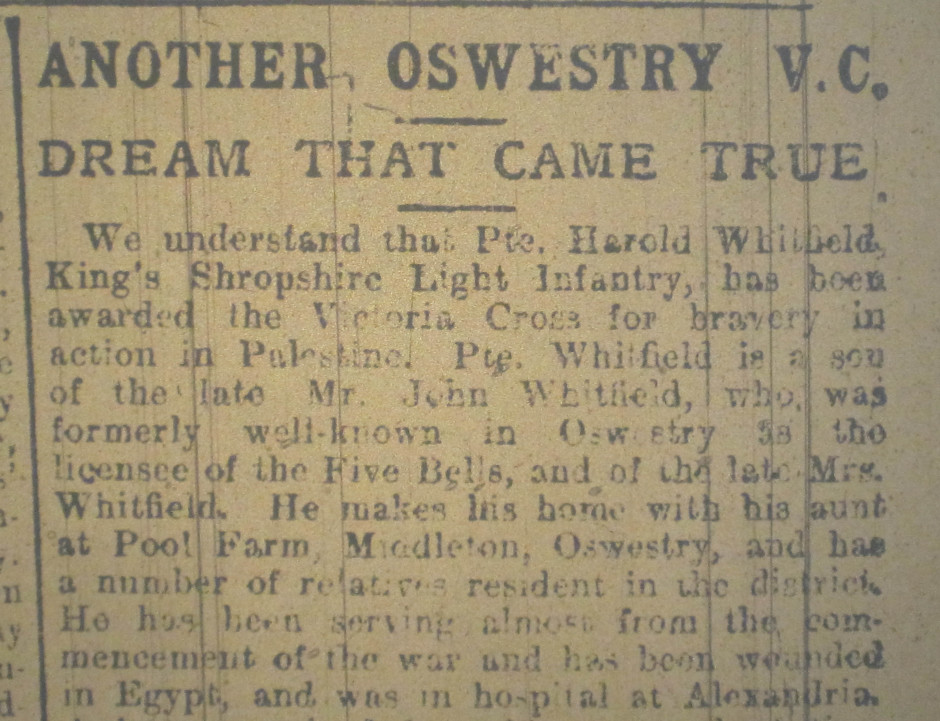 ANOTHER OSWESTRY V.C.
DREAM THAT CAME TRUE.
We understand that Pte. Harold Whitfield,
King's Shropshire Light Infantry, has been
awarded the Victoria Cross for bravery in
action in Palestine. Pte. Whitfield is a son
of the late Mr. John Whitfield, who was
formerly well-known in Oswestry as the
licensee of the Five Bells, and of the late Mrs.
Whitfield. He makes his home with his aunt
at Pool Farm, Middleton, Oswestry, and has
a number of relatives resident in the district.
He has been serving almost from the com-
mencement of the war and has been wounded
in Egypt, and was in hospital at Alexandria.